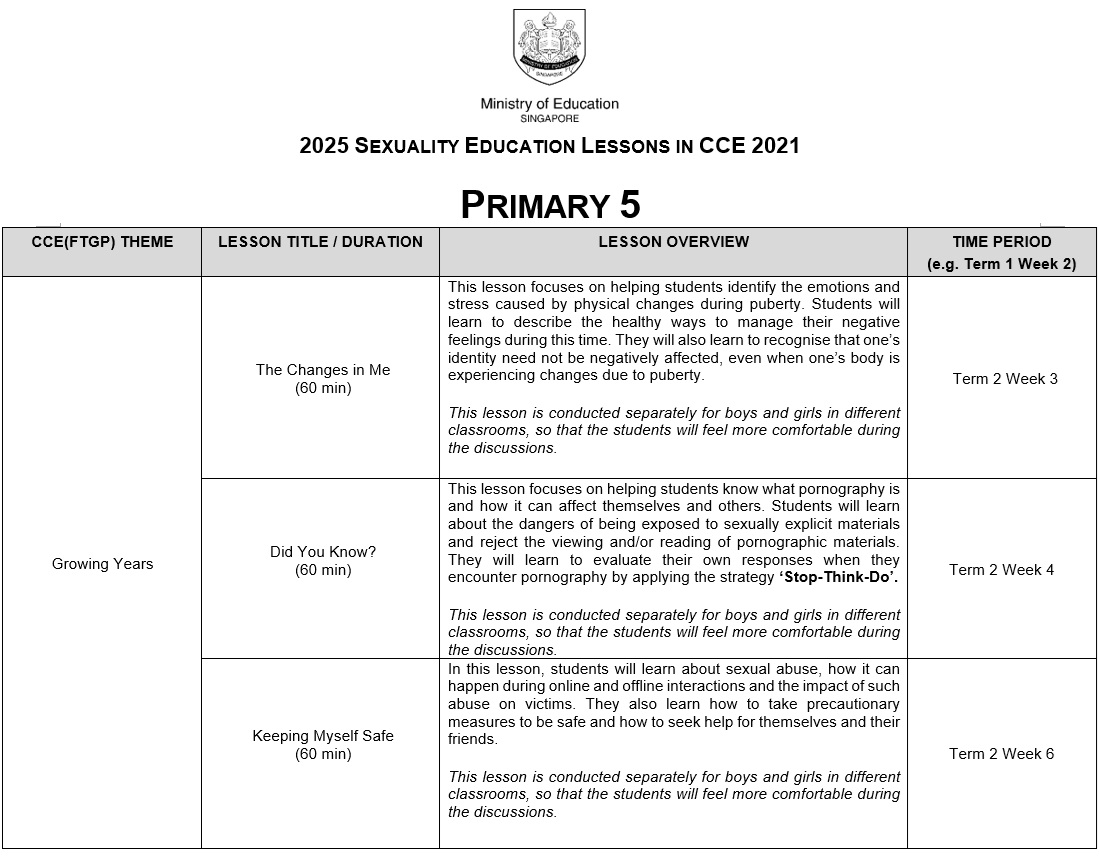 MINISTRY OF EDUCATION
SINGAPORE
Ministry of Education
SINGAPORE
2025 SEXUALITY EDUCATION LESSONS IN CCE 2021
PRIMARY 5
CCE(FTGP) THEME
LESSON TITLE / DURATION
LESSON OVERVIEW
TIME PERIOD
(e.g. Term 1 Week 2)
Growing Years
The Changes in Me
(60 min)
This lesson focuses on helping students identify the emotions and
stress caused by physical changes during puberty. Students will
learn to describe the healthy ways to manage their negative
feelings during this time. They will also learn to recognise that one’s
identity need not be negatively affected, even when one’s body is
experiencing changes due to puberty.
This lesson is conducted separately for boys and girls in different
classrooms, so that the students will feel more comfortable during
the discussions.
Term 2 Week 3
Did You Know?
(60 min)
This lesson focuses on helping students know what pornography is
and how it can affect themselves and others. Students will learn
about the dangers of being exposed to sexually explicit materials
and reject the viewing and/or reading of pornographic materials.
They will learn to evaluate their own responses when they
encounter pornography by applying the strategy ‘Stop-Think-Do’.
This lesson is conducted separately for boys and girls in different
classrooms, so that the students will feel more comfortable during
the discussions.
Term 2 Week 4
Keeping Myself Safe
(60 min)
In this lesson, students will learn about sexual abuse, how it can
happen during online and offline interactions and the impact of such
abuse on victims. They also learn how to take precautionary
measures to be safe and how to seek help for themselves and their
friends.
This lesson is conducted separately for boys and girls in different
classrooms, so that the students will feel more comfortable during
the discussions.
Term 2 Week 6